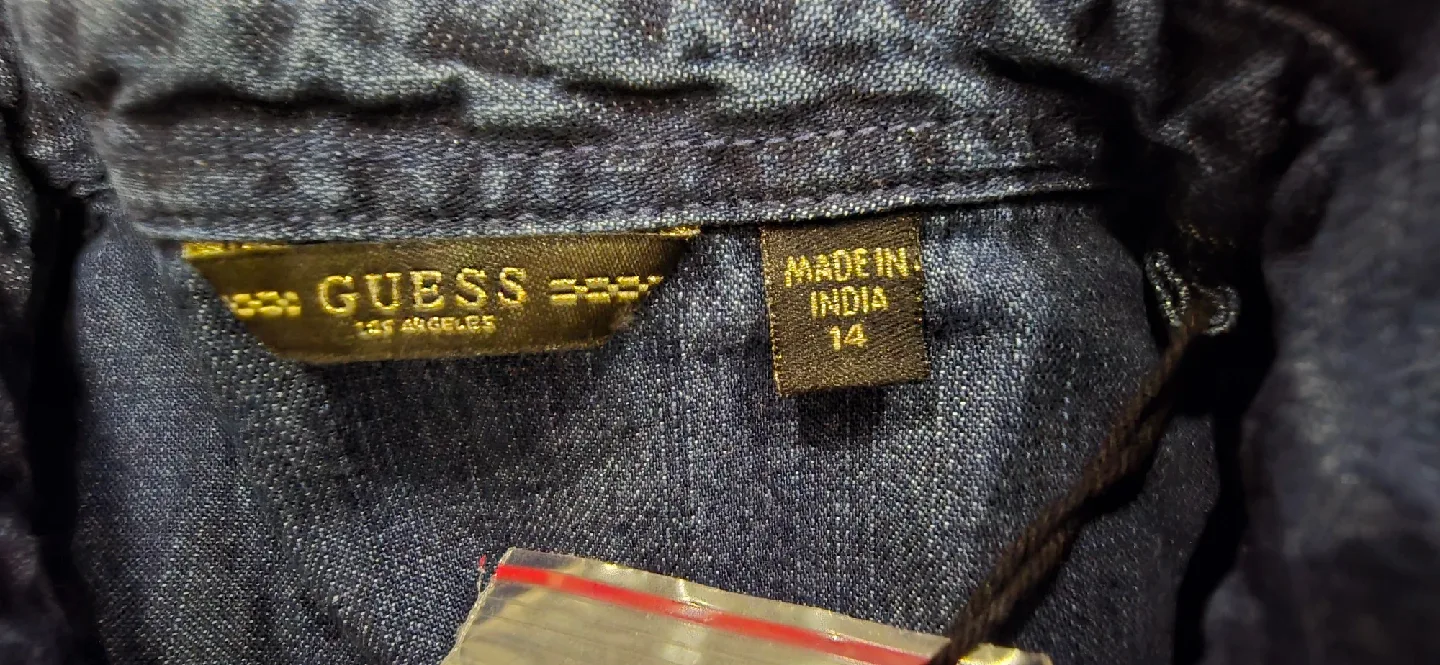 GUESS
LOS ANGELES
MADE IN
INDIA
14